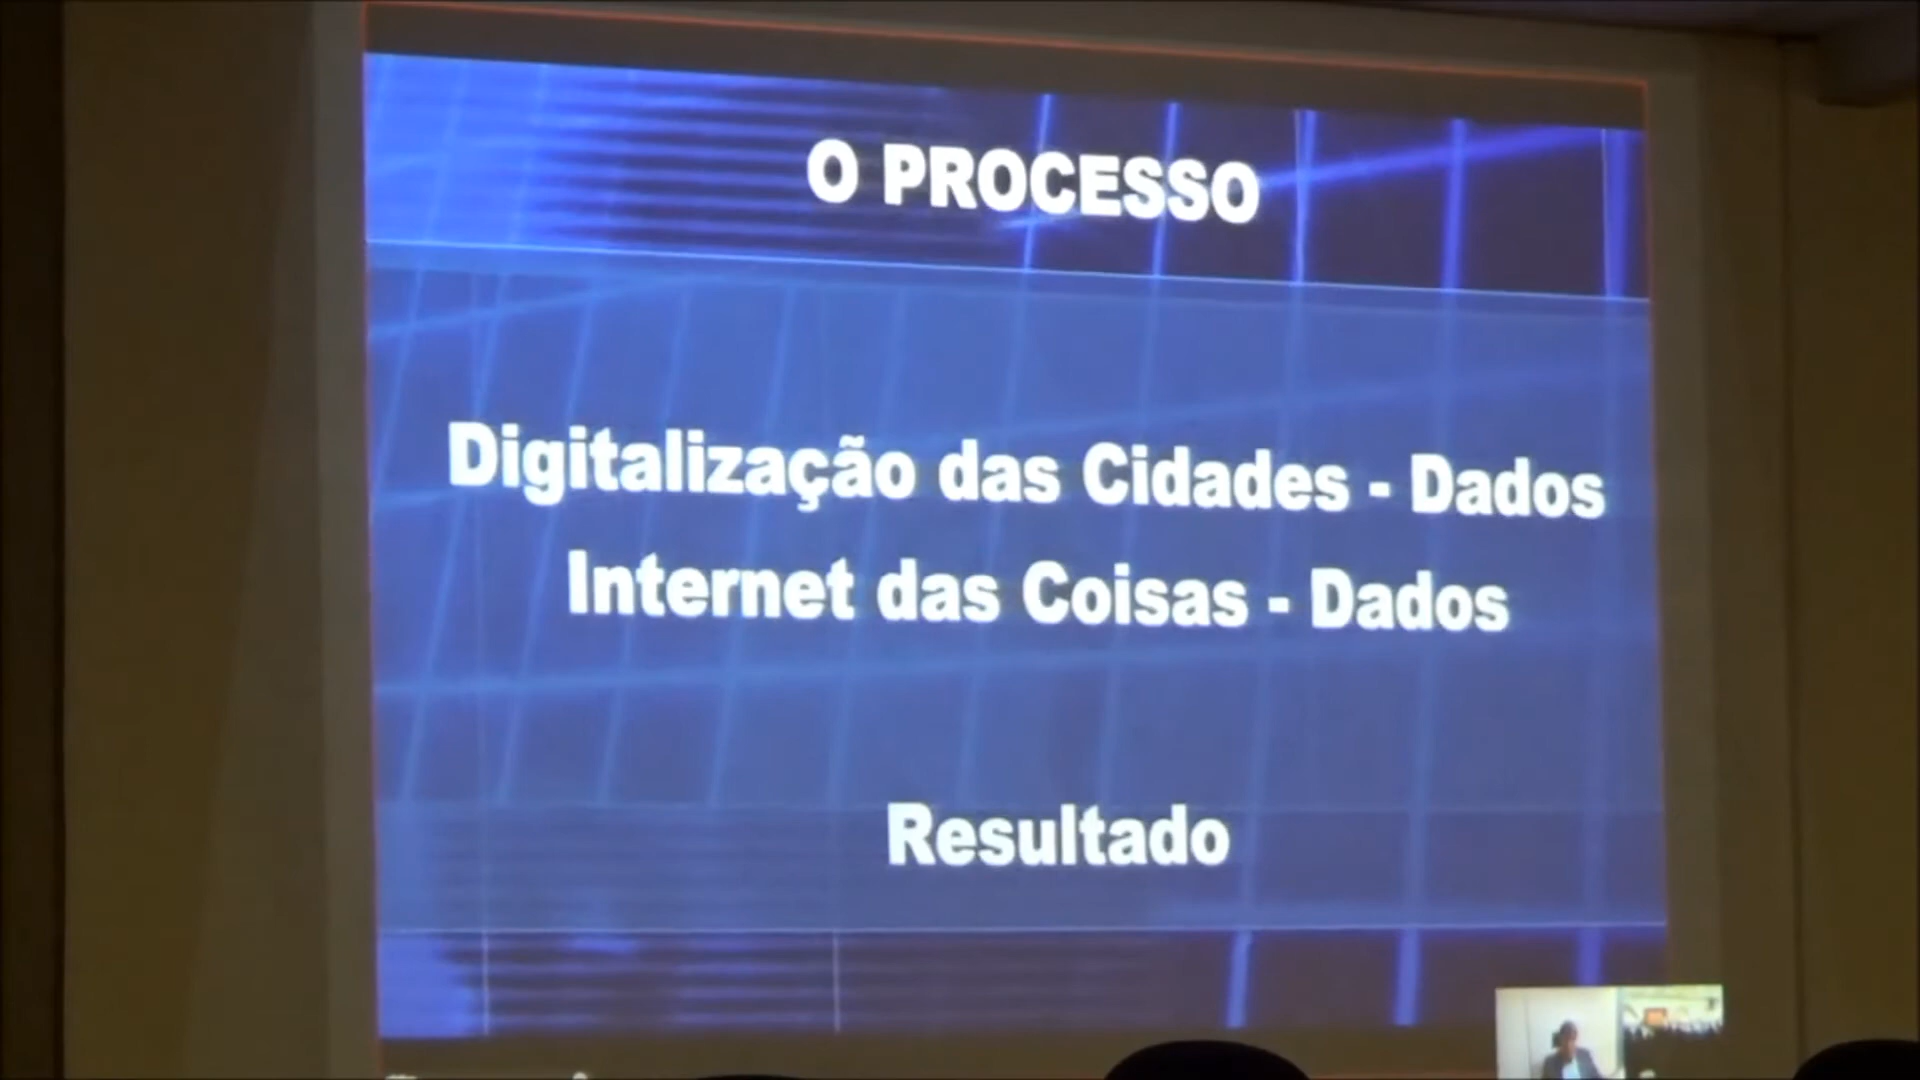 O PROCESSO
Digitalização das Cidades - Dados
Internet das Coisas - Dados
Resultado